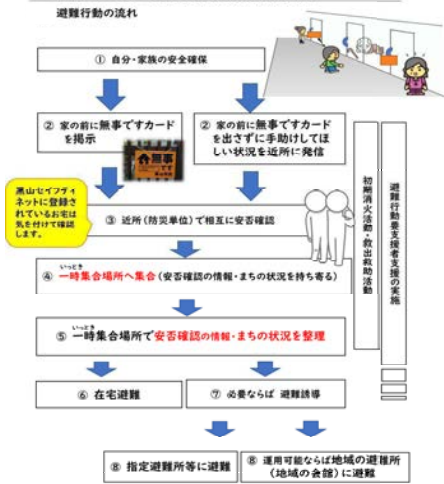 避難行動の流れ
① 自分・家族の安全確保
② 家の前に無事ですカード
を掲示
無事
です
② 家の前に無事ですカード
を出さずに手助けしてほ
しい状況を近所に発信
黒山セイフティ
ネットに登録さ
れているお宅は
気を付けて確認
します。
③ 近所(防災単位)で相互に安否確認
いっとき
④ 一時集合場所へ集合(安否確認の情報・まちの状況を持ち寄る)
いっとき
⑤ 一時集合場所で安否確認の情報・まちの状況を整理
初期消火活動・救出救助活動
避難行動要支援者支援の実施
⑥ 在宅避難
⑦ 必要ならば 避難誘導
⑧ 指定避難所等に避難
⑧ 運用可能ならば地域の避難所
(地域の会館)に避難